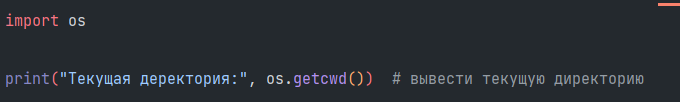 import os
print("Текущая деректория:", os.getcwd())  # вывести текущую директорию